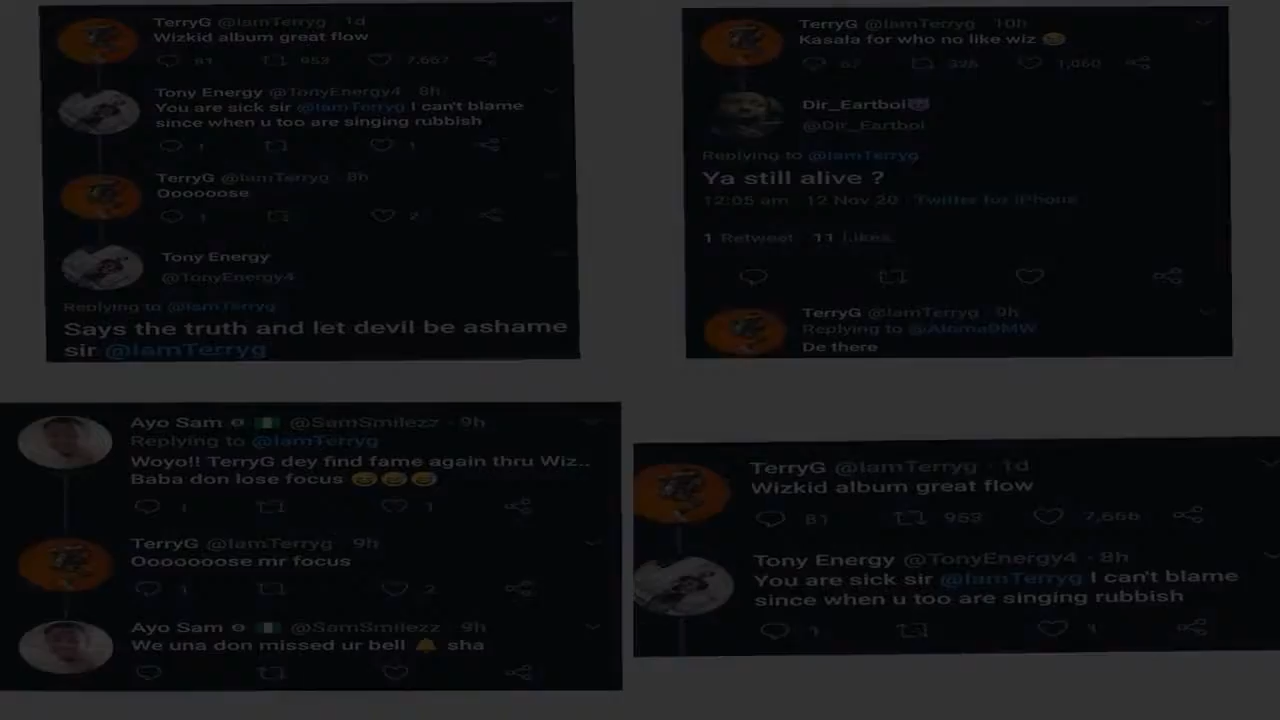 TerryG @IamTerryg · 1d
Wizkid album great flow
81 953 7,667
Tony Energy @TonyEnergy4 · 8h
You are sick sir @IamTerryg I can't blame
since when u too are singing rubbish
1 1
TerryG @IamTerryg · 8h
Oooooose
1 2
Tony Energy
@TonyEnergy4
Replying to @IamTerryg
Says the truth and let devil be ashame
sir @IamTerryg
TerryG @IamTerryg · 10h
Kasala for who no like wiz 😂
67 326 1,060
Dir_Eartboi😈
@Dir_Eartboi
Replying to @IamTerryg
Ya still alive ?
12:05 am · 12 Nov 20 · Twitter for iPhone
1 Retweet 11 Likes
TerryG @IamTerryg · 9h
Replying to @AlomaDMW
De there
Ayo Sam 🇳🇬 @SamSmilezz · 9h
Replying to @IamTerryg
Woyo!! TerryG dey find fame again thru Wiz..
Baba don lose focus 😂😂😂
1 1
TerryG @IamTerryg · 9h
Ooooooose mr focus
1 2
Ayo Sam 🇳🇬 @SamSmilezz · 9h
We una don missed ur bell 🔔 sha
TerryG @IamTerryg · 1d
Wizkid album great flow
81 953 7,666
Tony Energy @TonyEnergy4 · 8h
You are sick sir @IamTerryg I can't blame
since when u too are singing rubbish
1 1